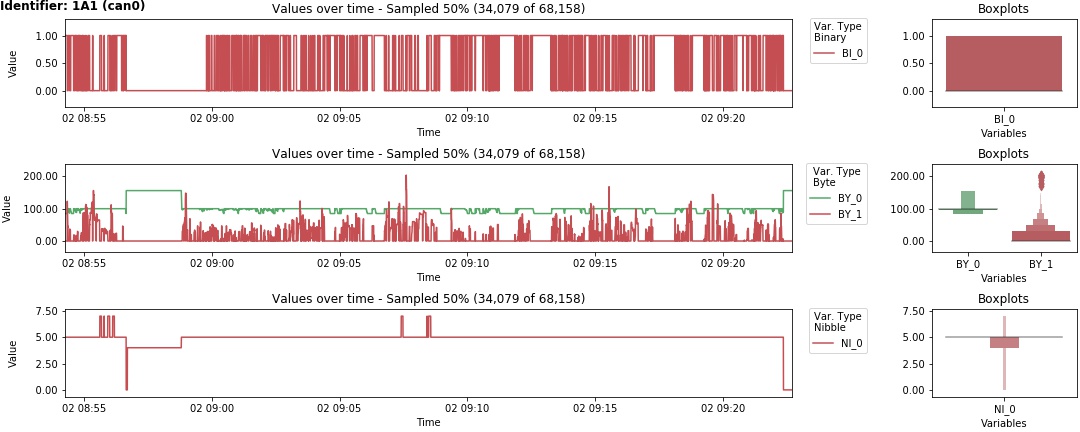 Identifier: 1A1 (can0)
Values over time - Sampled 50% (34,079 of 68,158)
Boxplots
Value
1.00
0.50
0.00
02 08:55
02 09:00
02 09:05
02 09:10
02 09:15
02 09:20
Time
Var. Type
Binary
BI_0
1.00
0.50
0.00
BI_0
Variables
Values over time - Sampled 50% (34,079 of 68,158)
Boxplots
Value
200.00
100.00
0.00
02 08:55
02 09:00
02 09:05
02 09:10
02 09:15
02 09:20
Time
Var. Type
Byte
BY_0
BY_1
200.00
100.00
0.00
BY_0
BY_1
Variables
Values over time - Sampled 50% (34,079 of 68,158)
Boxplots
Value
7.50
5.00
2.50
0.00
02 08:55
02 09:00
02 09:05
02 09:10
02 09:15
02 09:20
Time
Var. Type
Nibble
NI_0
7.50
5.00
2.50
0.00
NI_0
Variables